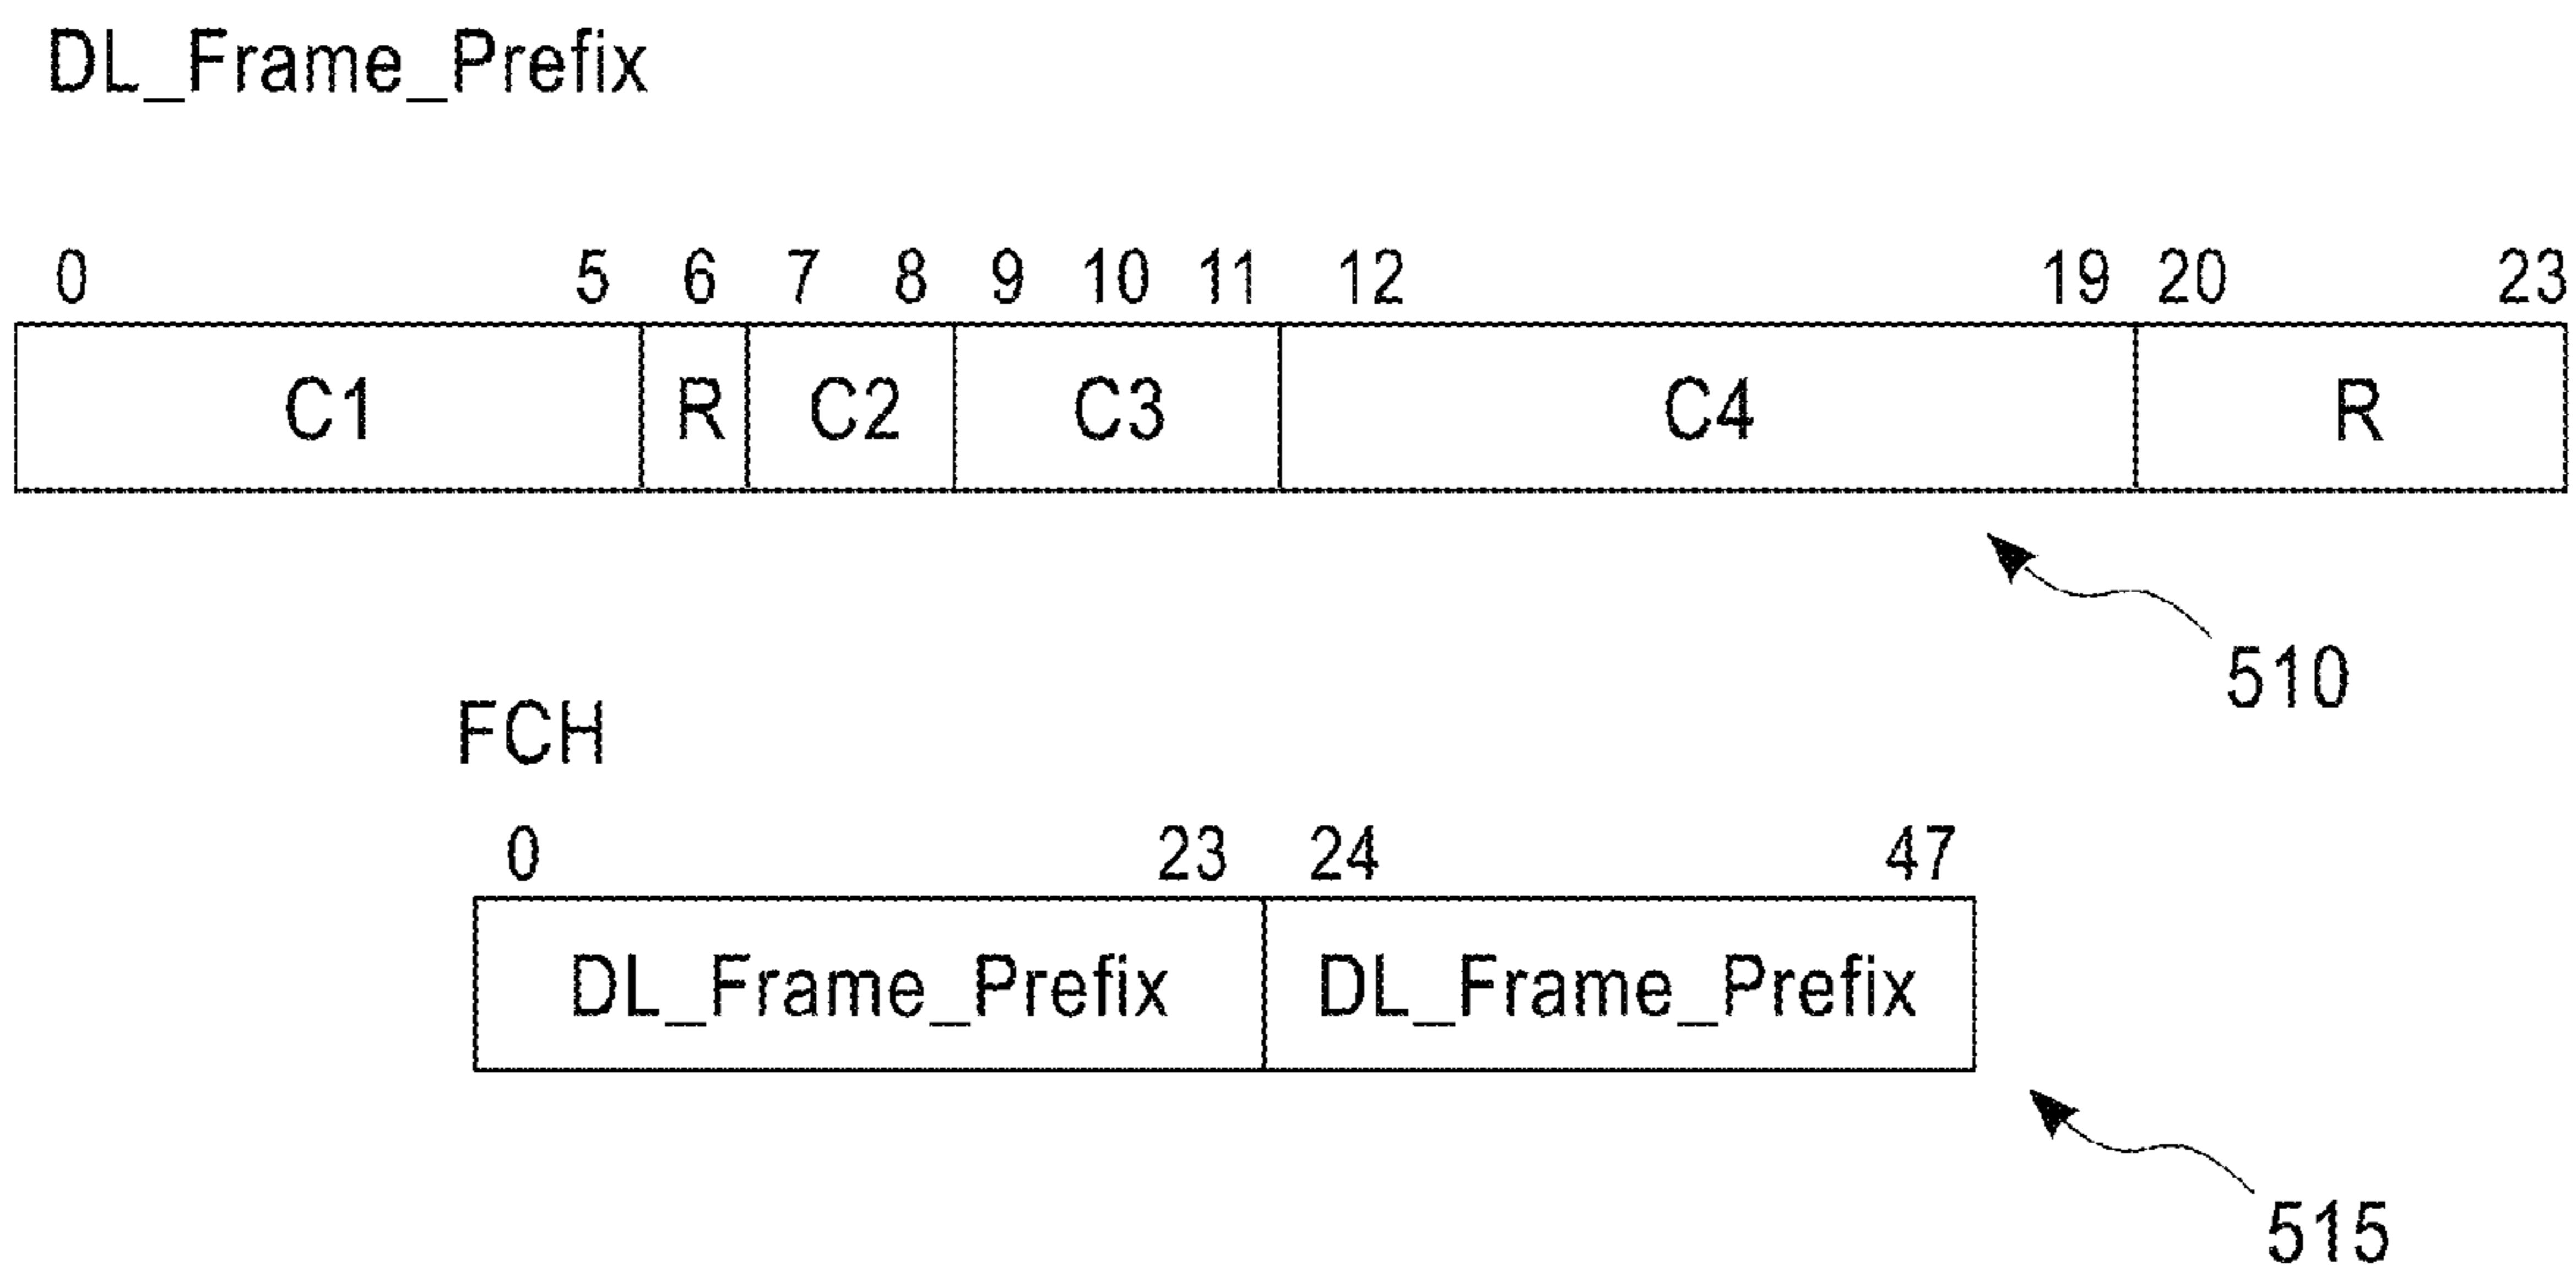 DL_Frame_Prefix
0 5 6 7 8 9 10 11 12 19 20 23
C1 R C2 C3 C4 R
510
FCH
0 23 24 47
DL_Frame_Prefix DL_Frame_Prefix
515